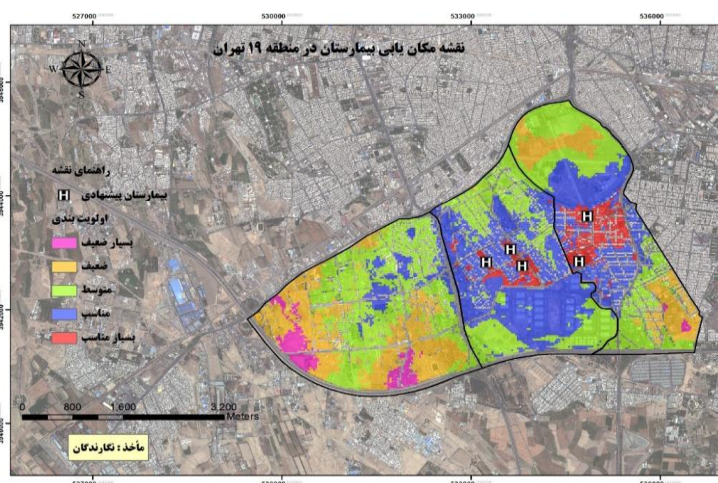 527000 530000 533000 536000
نقشه مکان یابی بیمارستان در منطقه ۱۹ تهران
N
W E
S
راهنمای نقشه
H بیمارستان پیشنهادی
اولویت بندی
بسیار ضعیف
ضعیف
متوسط
مناسب
بسیار مناسب
H
H
H H
H
0 800 1,600 3,200
Meters
مأخذ : نگارندگان